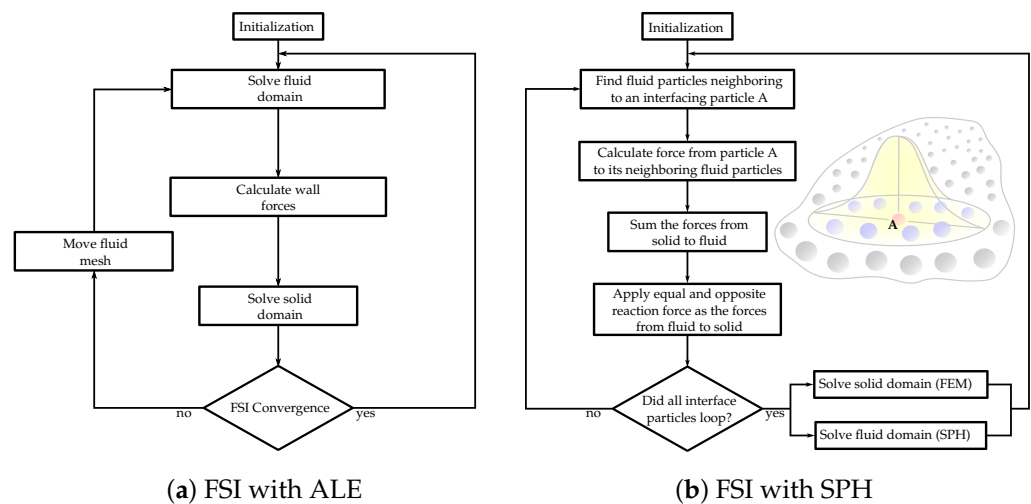 Initialization
Solve fluid
domain
Calculate wall
forces
Move fluid
mesh
Solve solid
domain
FSI Convergence
no
yes
(a) FSI with ALE
Initialization
Find fluid particles neighboring
to an interfacing particle A
Calculate force from particle A
to its neighboring fluid particles
Sum the forces from
solid to fluid
Apply equal and opposite
reaction force as the forces
from fluid to solid
Did all interface
particles loop?
no
yes
Solve solid domain (FEM)
Solve fluid domain (SPH)
A
(b) FSI with SPH